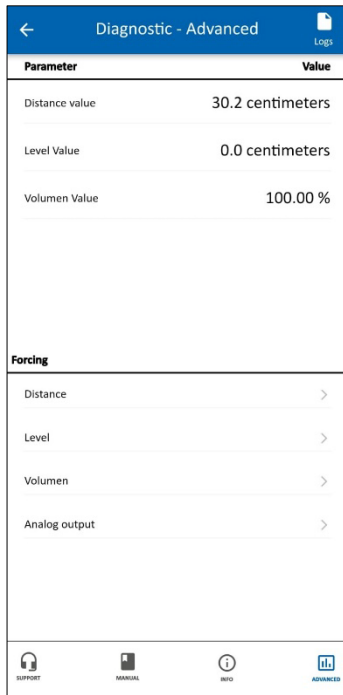 Diagnostic - Advanced
Logs
Parameter Value
Distance value 30.2 centimeters
Level Value 0.0 centimeters
Volumen Value 100.00 %
Forcing
Distance
Level
Volumen
Analog output
SUPPORT MANUAL INFO ADVANCED